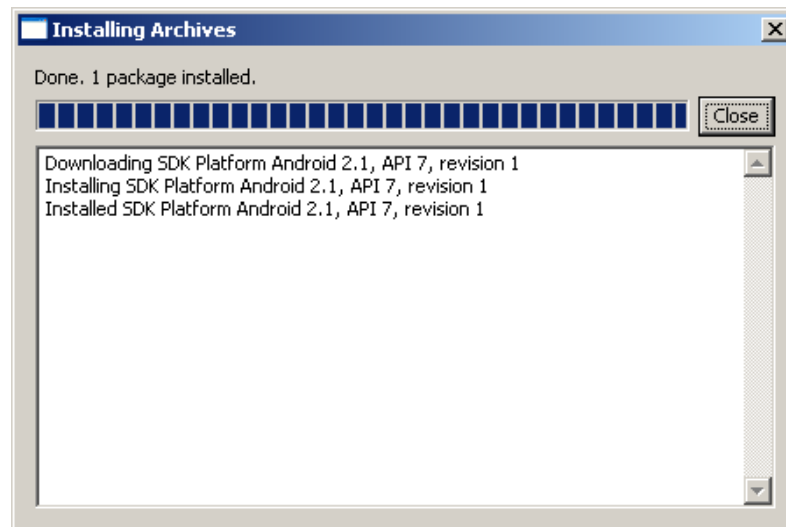 Installing Archives
Done. 1 package installed.
Close
Downloading SDK Platform Android 2.1, API 7, revision 1
Installing SDK Platform Android 2.1, API 7, revision 1
Installed SDK Platform Android 2.1, API 7, revision 1